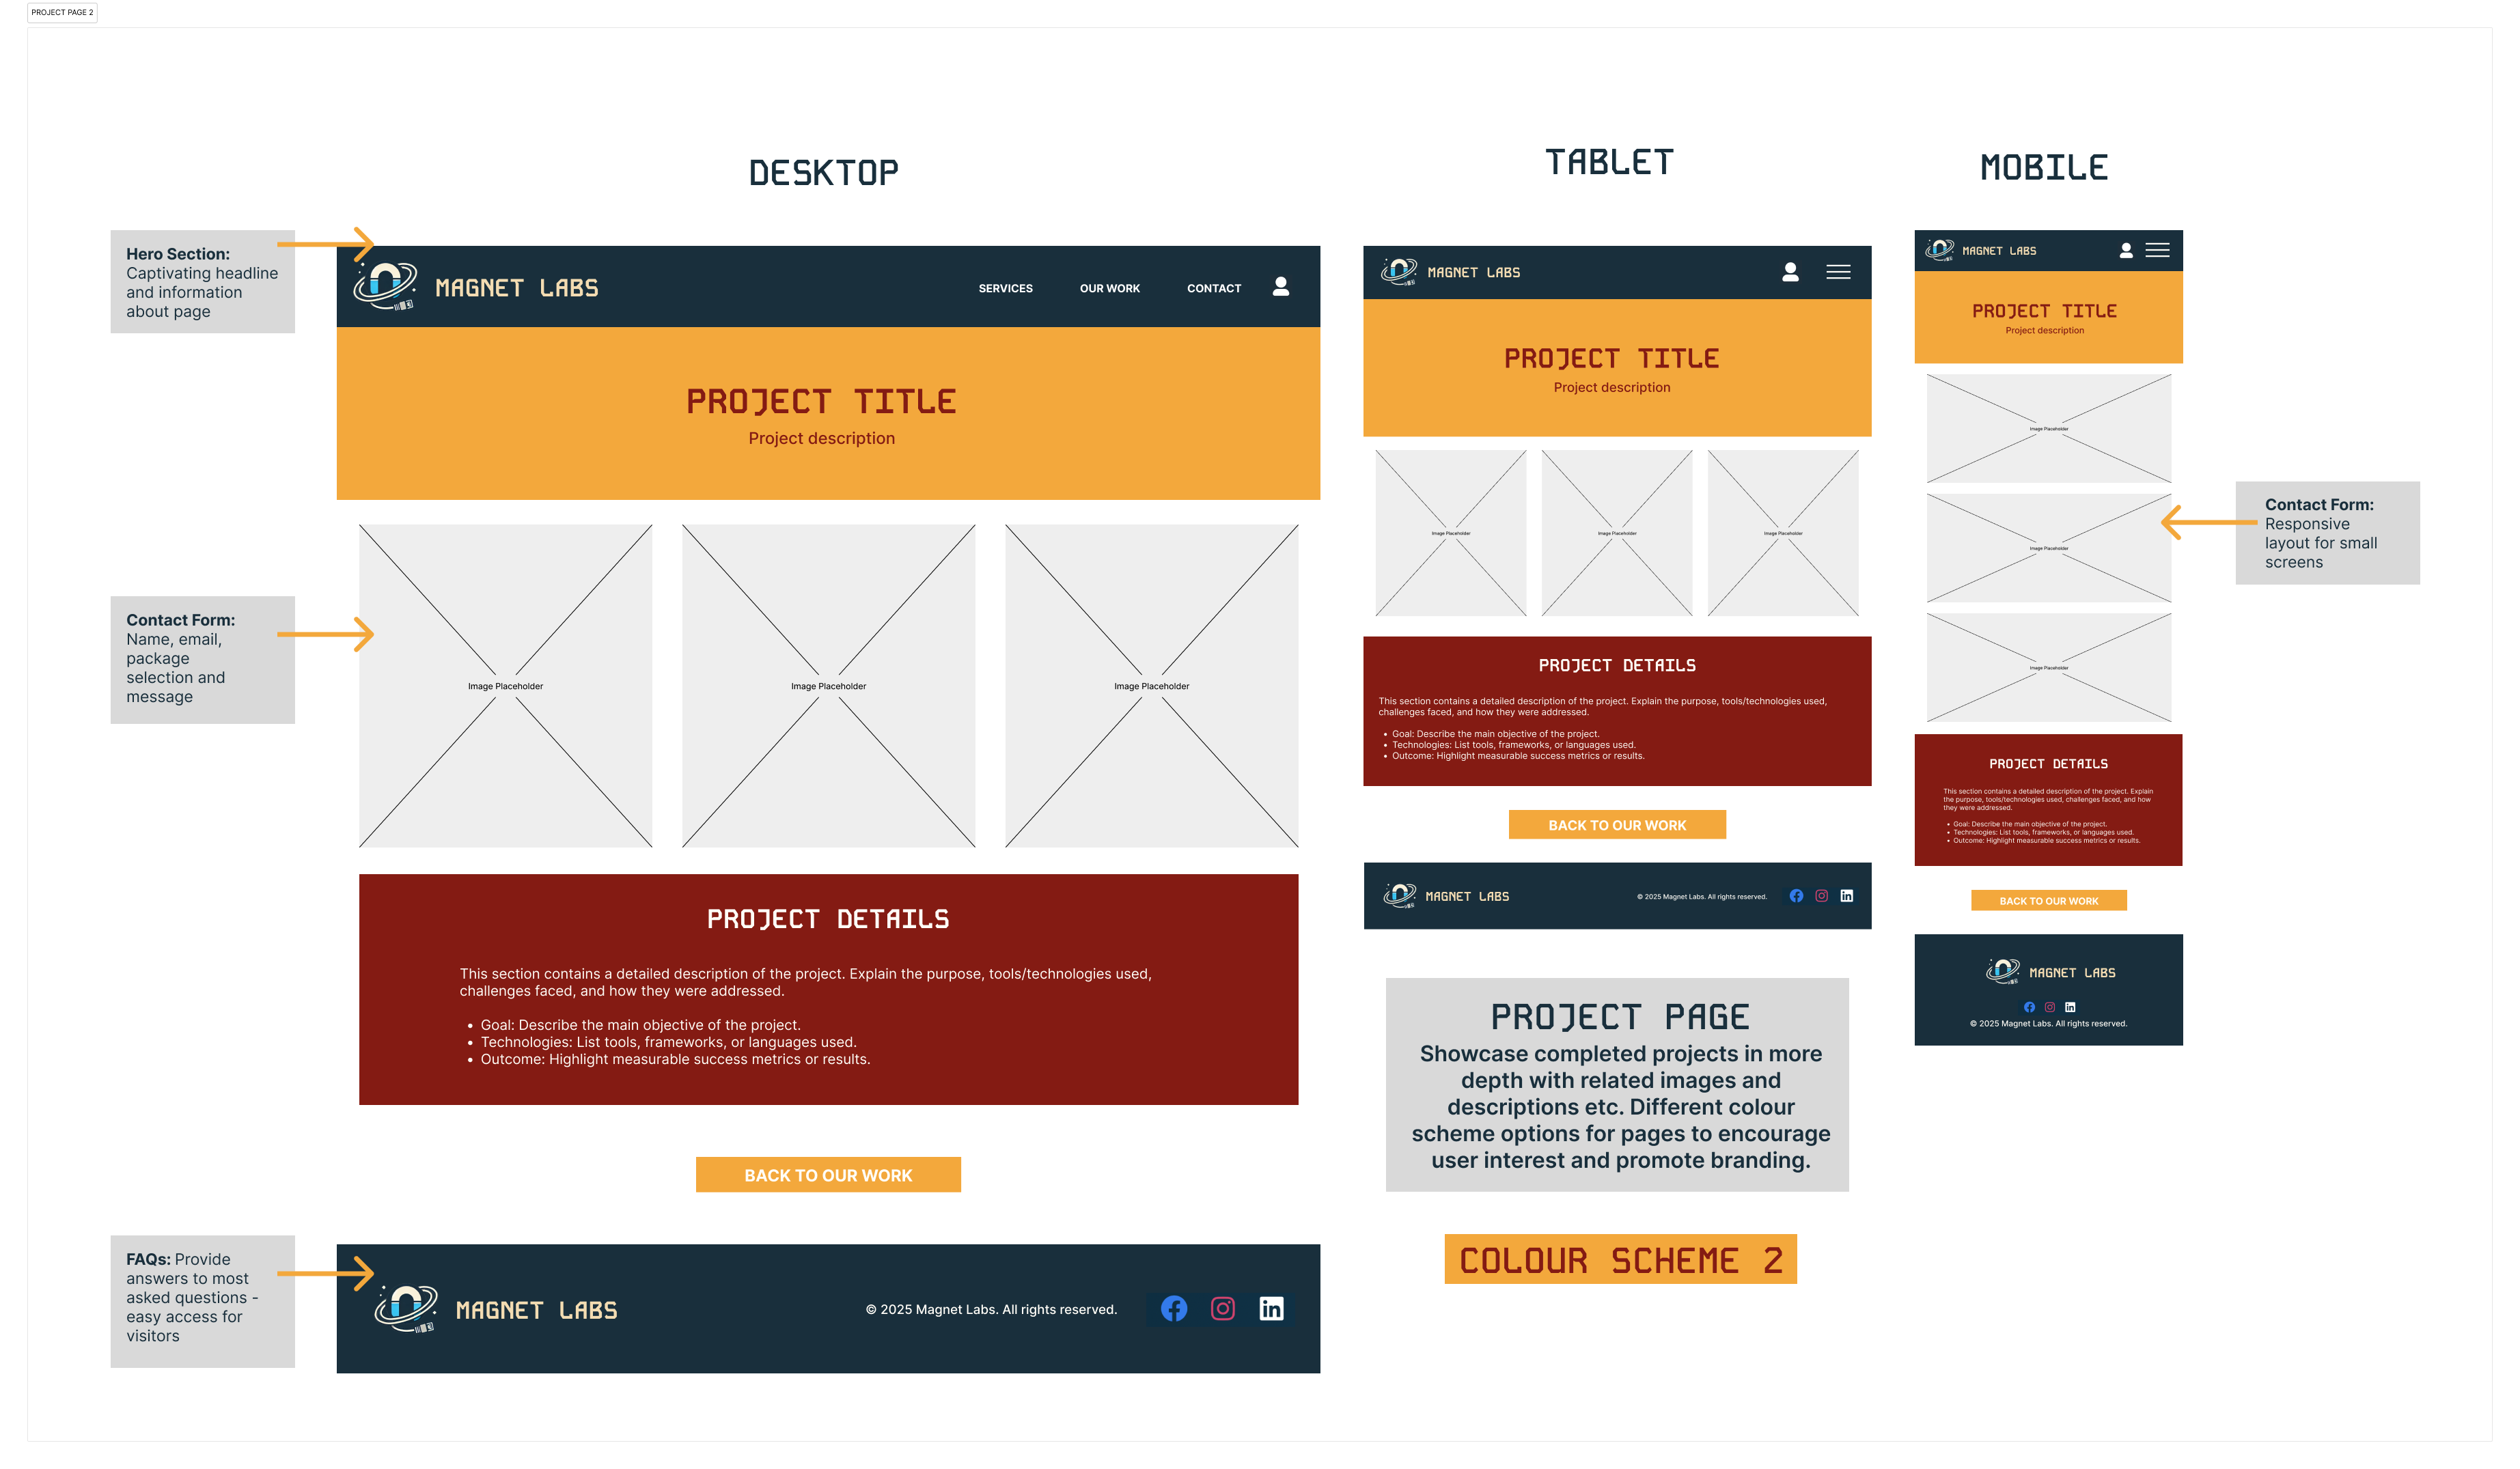 PROJECT PAGE 2
DESKTOP
Hero Section:
Captivating headline
and information
about page
MAGNET LABS
SERVICES
OUR WORK
CONTACT
PROJECT TITLE
Project description
Contact Form:
Name, email,
package
selection and
message
Image Placeholder
Image Placeholder
Image Placeholder
PROJECT DETAILS
This section contains a detailed description of the project. Explain the purpose, tools/technologies used,
challenges faced, and how they were addressed.
• Goal: Describe the main objective of the project.
• Technologies: List tools, frameworks, or languages used.
• Outcome: Highlight measurable success metrics or results.
BACK TO OUR WORK
FAQs: Provide
answers to most
asked questions -
easy access for
visitors
MAGNET LABS
© 2025 Magnet Labs. All rights reserved.
TABLET
MAGNET LABS
PROJECT TITLE
Project description
Image Placeholder
Image Placeholder
Image Placeholder
PROJECT DETAILS
This section contains a detailed description of the project. Explain the purpose, tools/technologies used,
challenges faced, and how they were addressed.
• Goal: Describe the main objective of the project.
• Technologies: List tools, frameworks, or languages used.
• Outcome: Highlight measurable success metrics or results.
BACK TO OUR WORK
MAGNET LABS
© 2025 Magnet Labs. All rights reserved.
PROJECT PAGE
Showcase completed projects in more
depth with related images and
descriptions etc. Different colour
scheme options for pages to encourage
user interest and promote branding.
COLOUR SCHEME 2
MOBILE
MAGNET LABS
PROJECT TITLE
Project description
Image Placeholder
Image Placeholder
Image Placeholder
Contact Form:
Responsive
layout for small
screens
PROJECT DETAILS
This section contains a detailed description of the project. Explain
the purpose, tools/technologies used, challenges faced, and how
they were addressed.
• Goal: Describe the main objective of the project.
• Technologies: List tools, frameworks, or languages used.
• Outcome: Highlight measurable success metrics or results.
BACK TO OUR WORK
MAGNET LABS
© 2025 Magnet Labs. All rights reserved.